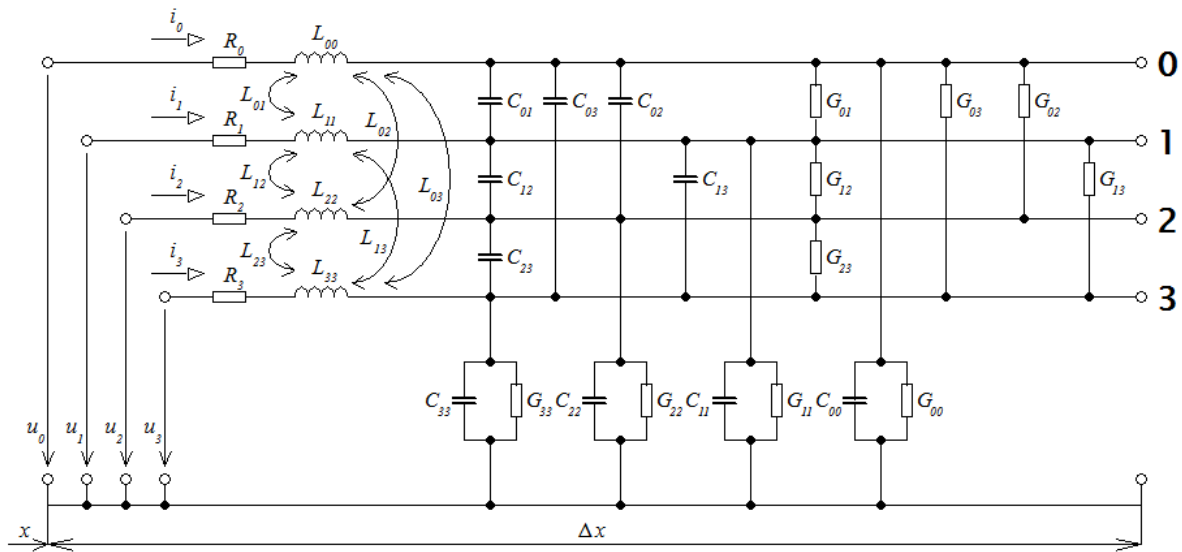 i0
R0 L00 0
L01 C01 C03 C02 G01 G03 G02
i1
R1 L11 L02 1
L12 L03 C12 C13 G12 G13
i2
R2 L22 2
L23 L13 C23 G23
i3
R3 L33 3
C33 G33 C22 G22 C11 G11 C00 G00
u0 u1 u2 u3
x Δx